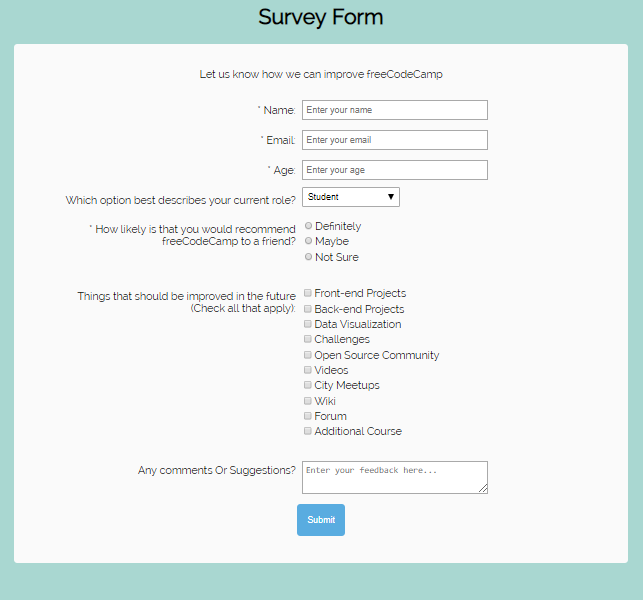 Survey Form
Let us know how we can improve freeCodeCamp
* Name: Enter your name
* Email: Enter your email
* Age: Enter your age
Which option best describes your current role? Student
* How likely is that you would recommend
freeCodeCamp to a friend?
Definitely
Maybe
Not Sure
Things that should be improved in the future
(Check all that apply):
Front-end Projects
Back-end Projects
Data Visualization
Challenges
Open Source Community
Videos
City Meetups
Wiki
Forum
Additional Course
Any comments Or Suggestions? Enter your feedback here...
Submit